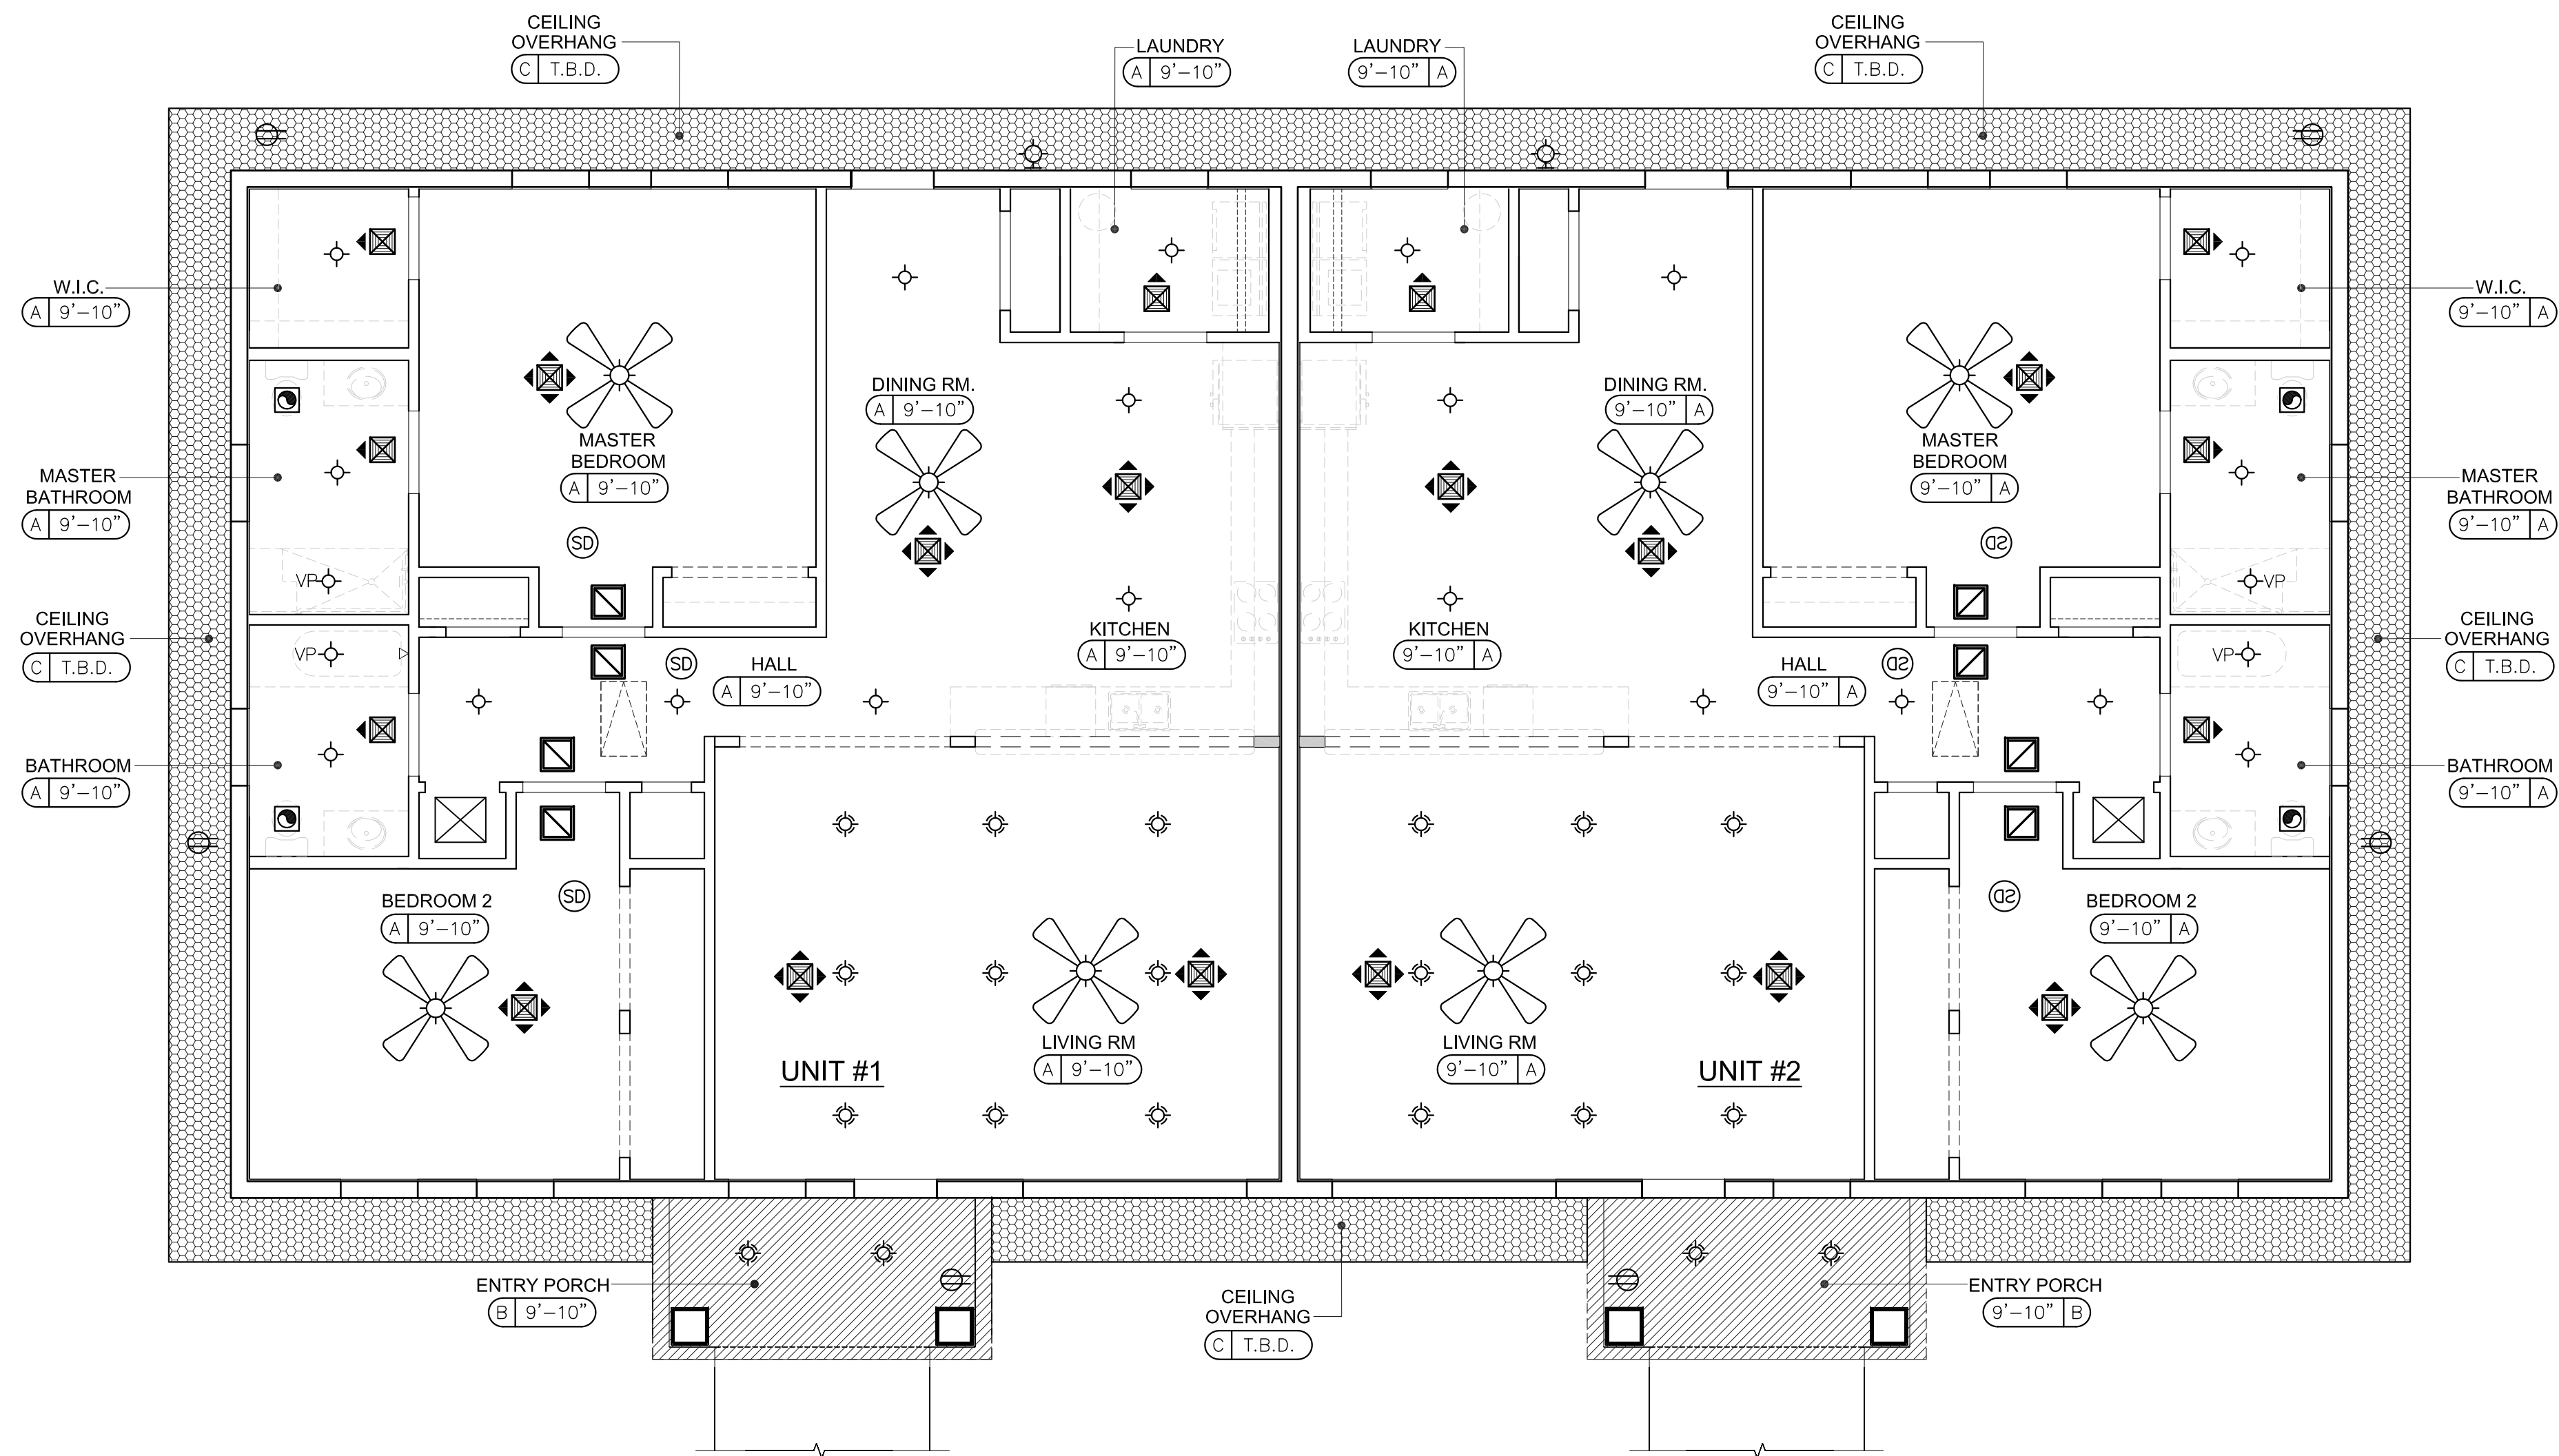 CEILING
OVERHANG
C T.B.D.
LAUNDRY
A 9'-10"
LAUNDRY
9'-10" A
CEILING
OVERHANG
C T.B.D.
W.I.C.
A 9'-10"
W.I.C.
9'-10" A
DINING RM.
A 9'-10"
DINING RM.
9'-10" A
MASTER
BEDROOM
A 9'-10"
MASTER
BEDROOM
9'-10" A
MASTER
BATHROOM
A 9'-10"
MASTER
BATHROOM
9'-10" A
SD
SD
VP
VP
CEILING
OVERHANG
C T.B.D.
KITCHEN
A 9'-10"
KITCHEN
9'-10" A
CEILING
OVERHANG
C T.B.D.
VP
SD
HALL
A 9'-10"
HALL
9'-10" A
SD
VP
BATHROOM
A 9'-10"
BATHROOM
9'-10" A
BEDROOM 2
A 9'-10"
SD
SD
BEDROOM 2
9'-10" A
LIVING RM
A 9'-10"
LIVING RM
9'-10" A
UNIT #1
UNIT #2
ENTRY PORCH
B 9'-10"
CEILING
OVERHANG
C T.B.D.
ENTRY PORCH
9'-10" B